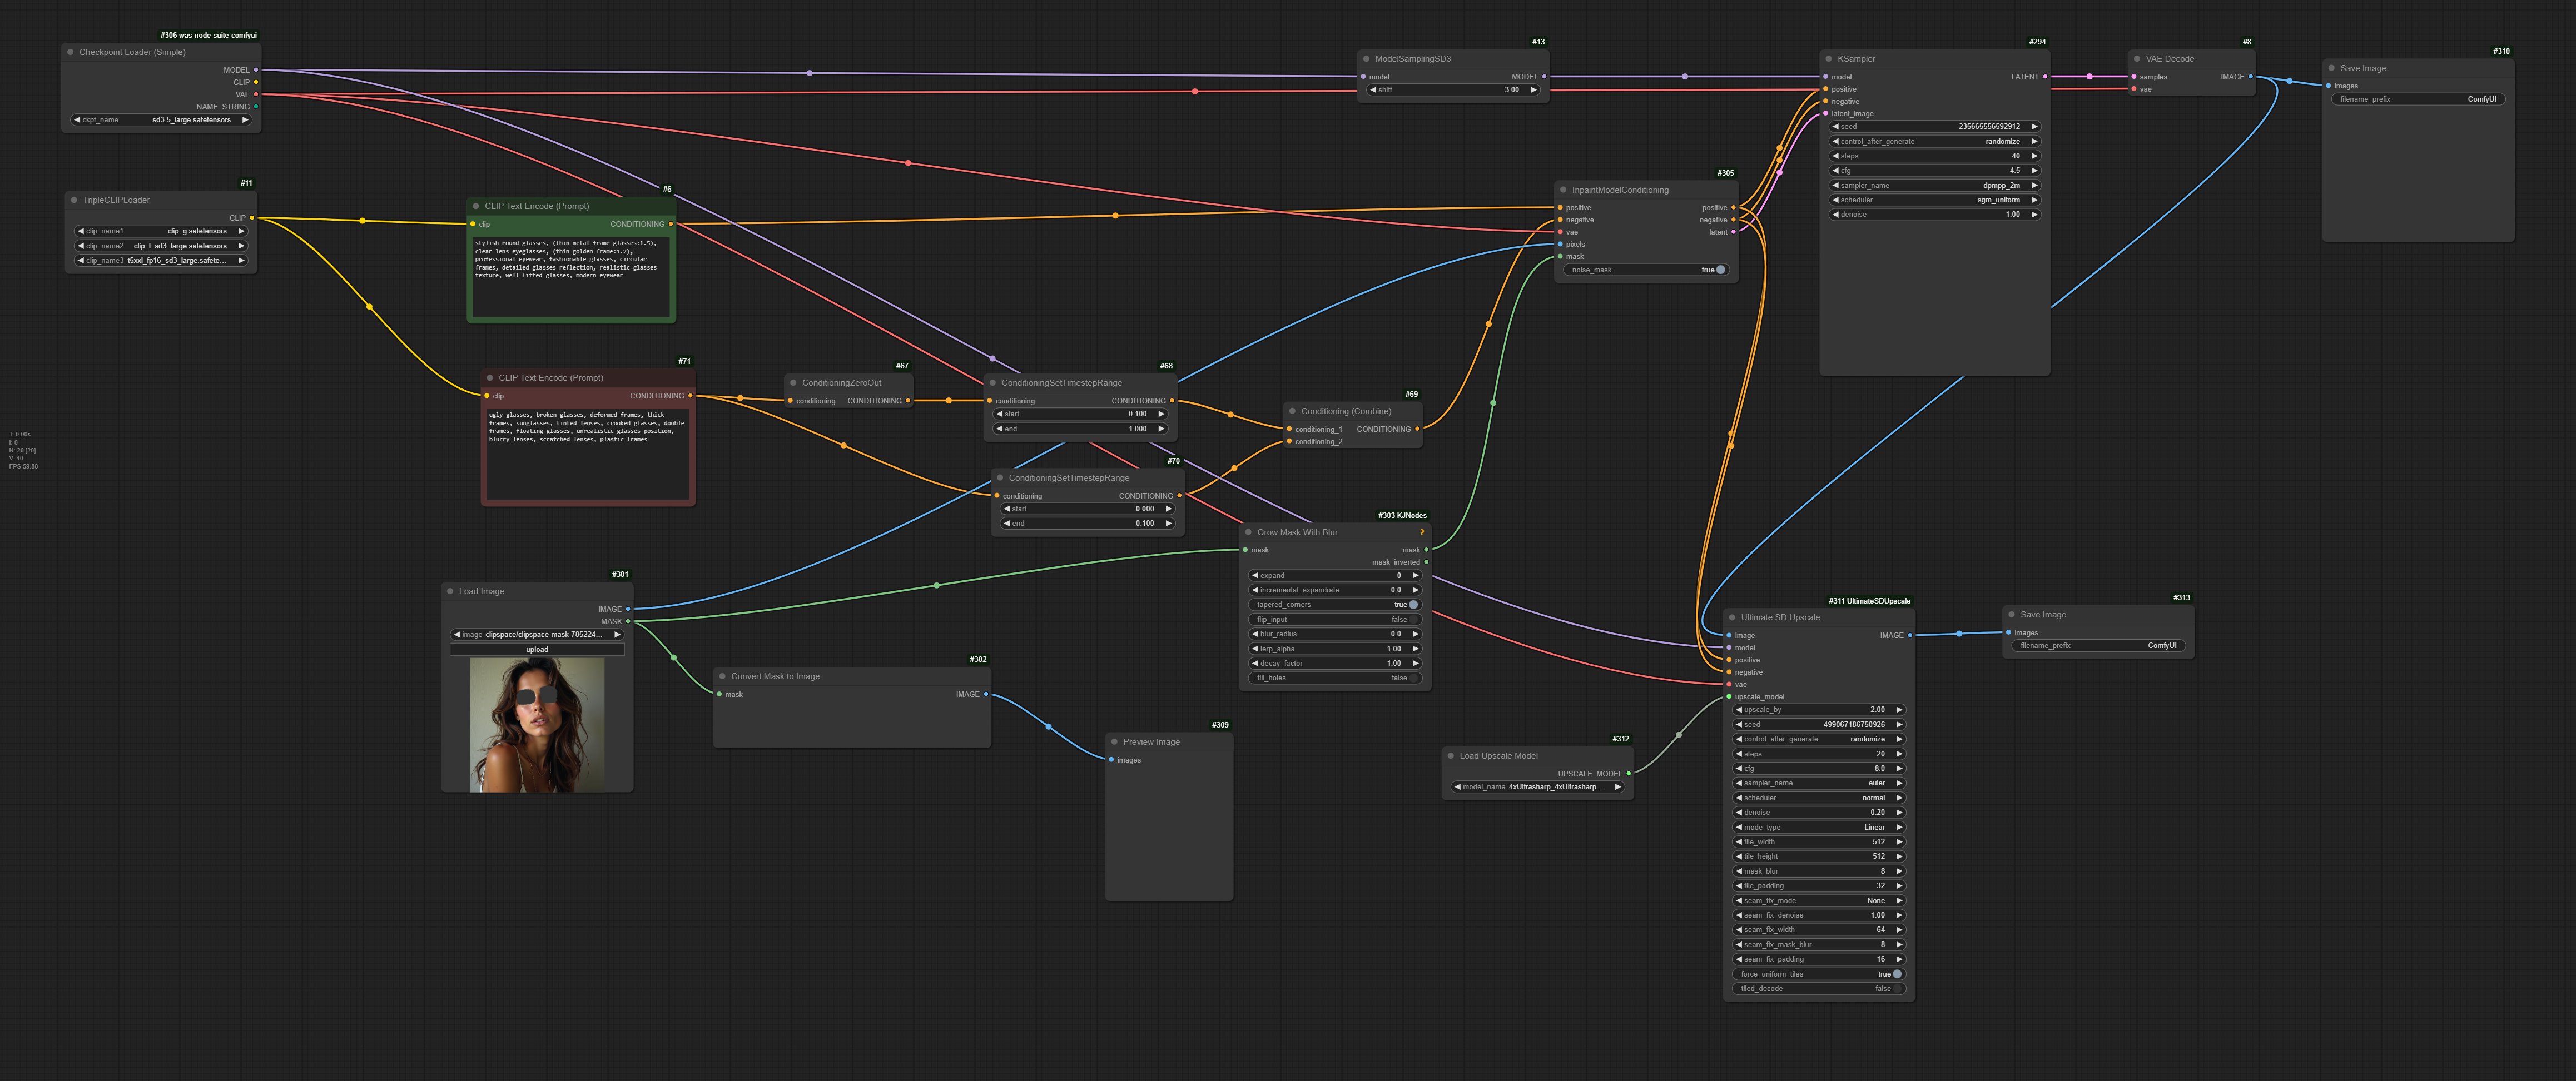 #306 was-node-suite-comfyui
Checkpoint Loader (Simple)
MODEL
CLIP
VAE
NAME_STRING
ckpt_name sd3.5_large.safetensors
#11
TripleCLIPLoader
CLIP
clip_name1 clip_g.safetensors
clip_name2 clip_l_sd3_large.safetensors
clip_name3 t5xxl_fp16_sd3_large.safete...
#6
CLIP Text Encode (Prompt)
clip CONDITIONING
stylish round glasses, (thin metal frame glasses:1.5),
clear lens eyeglasses, (thin golden frame:1.2),
professional eyewear, fashionable glasses, circular
frames, detailed glasses reflection, realistic glasses
texture, well-fitted glasses, modern eyewear
#71
CLIP Text Encode (Prompt)
clip CONDITIONING
ugly glasses, broken glasses, deformed frames, thick
frames, sunglasses, tinted lenses, crooked glasses, double
frames, floating glasses, unrealistic glasses position,
blurry lenses, scratched lenses, plastic frames
#67
ConditioningZeroOut
conditioning CONDITIONING
#68
ConditioningSetTimestepRange
conditioning CONDITIONING
start 0.100
end 1.000
#70
ConditioningSetTimestepRange
conditioning CONDITIONING
start 0.000
end 0.100
#69
Conditioning (Combine)
conditioning_1 CONDITIONING
conditioning_2
#13
ModelSamplingSD3
model MODEL
shift 3.00
#305
InpaintModelConditioning
positive positive
negative negative
vae latent
pixels
mask
noise_mask true
#294
KSampler
model LATENT
positive
negative
latent_image
seed 235665556592912
control_after_generate randomize
steps 40
cfg 4.5
sampler_name dpmpp_2m
scheduler sgm_uniform
denoise 1.00
#8
VAE Decode
samples IMAGE
vae
#310
Save Image
images
filename_prefix ComfyUI
T: 0.00s
I: 0
N: 20 [20]
V: 40
FPS:59.88
#301
Load Image
IMAGE
MASK
image clipspace/clipspace-mask-785224...
upload
#302
Convert Mask to Image
mask IMAGE
#309
Preview Image
images
#303 KJNodes
Grow Mask With Blur ?
mask mask
mask_inverted
expand 0
incremental_expandrate 0.0
tapered_corners true
flip_input false
blur_radius 0.0
lerp_alpha 1.00
decay_factor 1.00
fill_holes false
#312
Load Upscale Model
UPSCALE_MODEL
model_name 4xUltrasharp_4xUltrasharp...
#311 UltimateSDUpscale
Ultimate SD Upscale
image IMAGE
model
positive
negative
vae
upscale_model
upscale_by 2.00
seed 499067186750926
control_after_generate randomize
steps 20
cfg 8.0
sampler_name euler
scheduler normal
denoise 0.20
mode_type Linear
tile_width 512
tile_height 512
mask_blur 8
tile_padding 32
seam_fix_mode None
seam_fix_denoise 1.00
seam_fix_width 64
seam_fix_mask_blur 8
seam_fix_padding 16
force_uniform_tiles true
tiled_decode false
#313
Save Image
images
filename_prefix ComfyUI